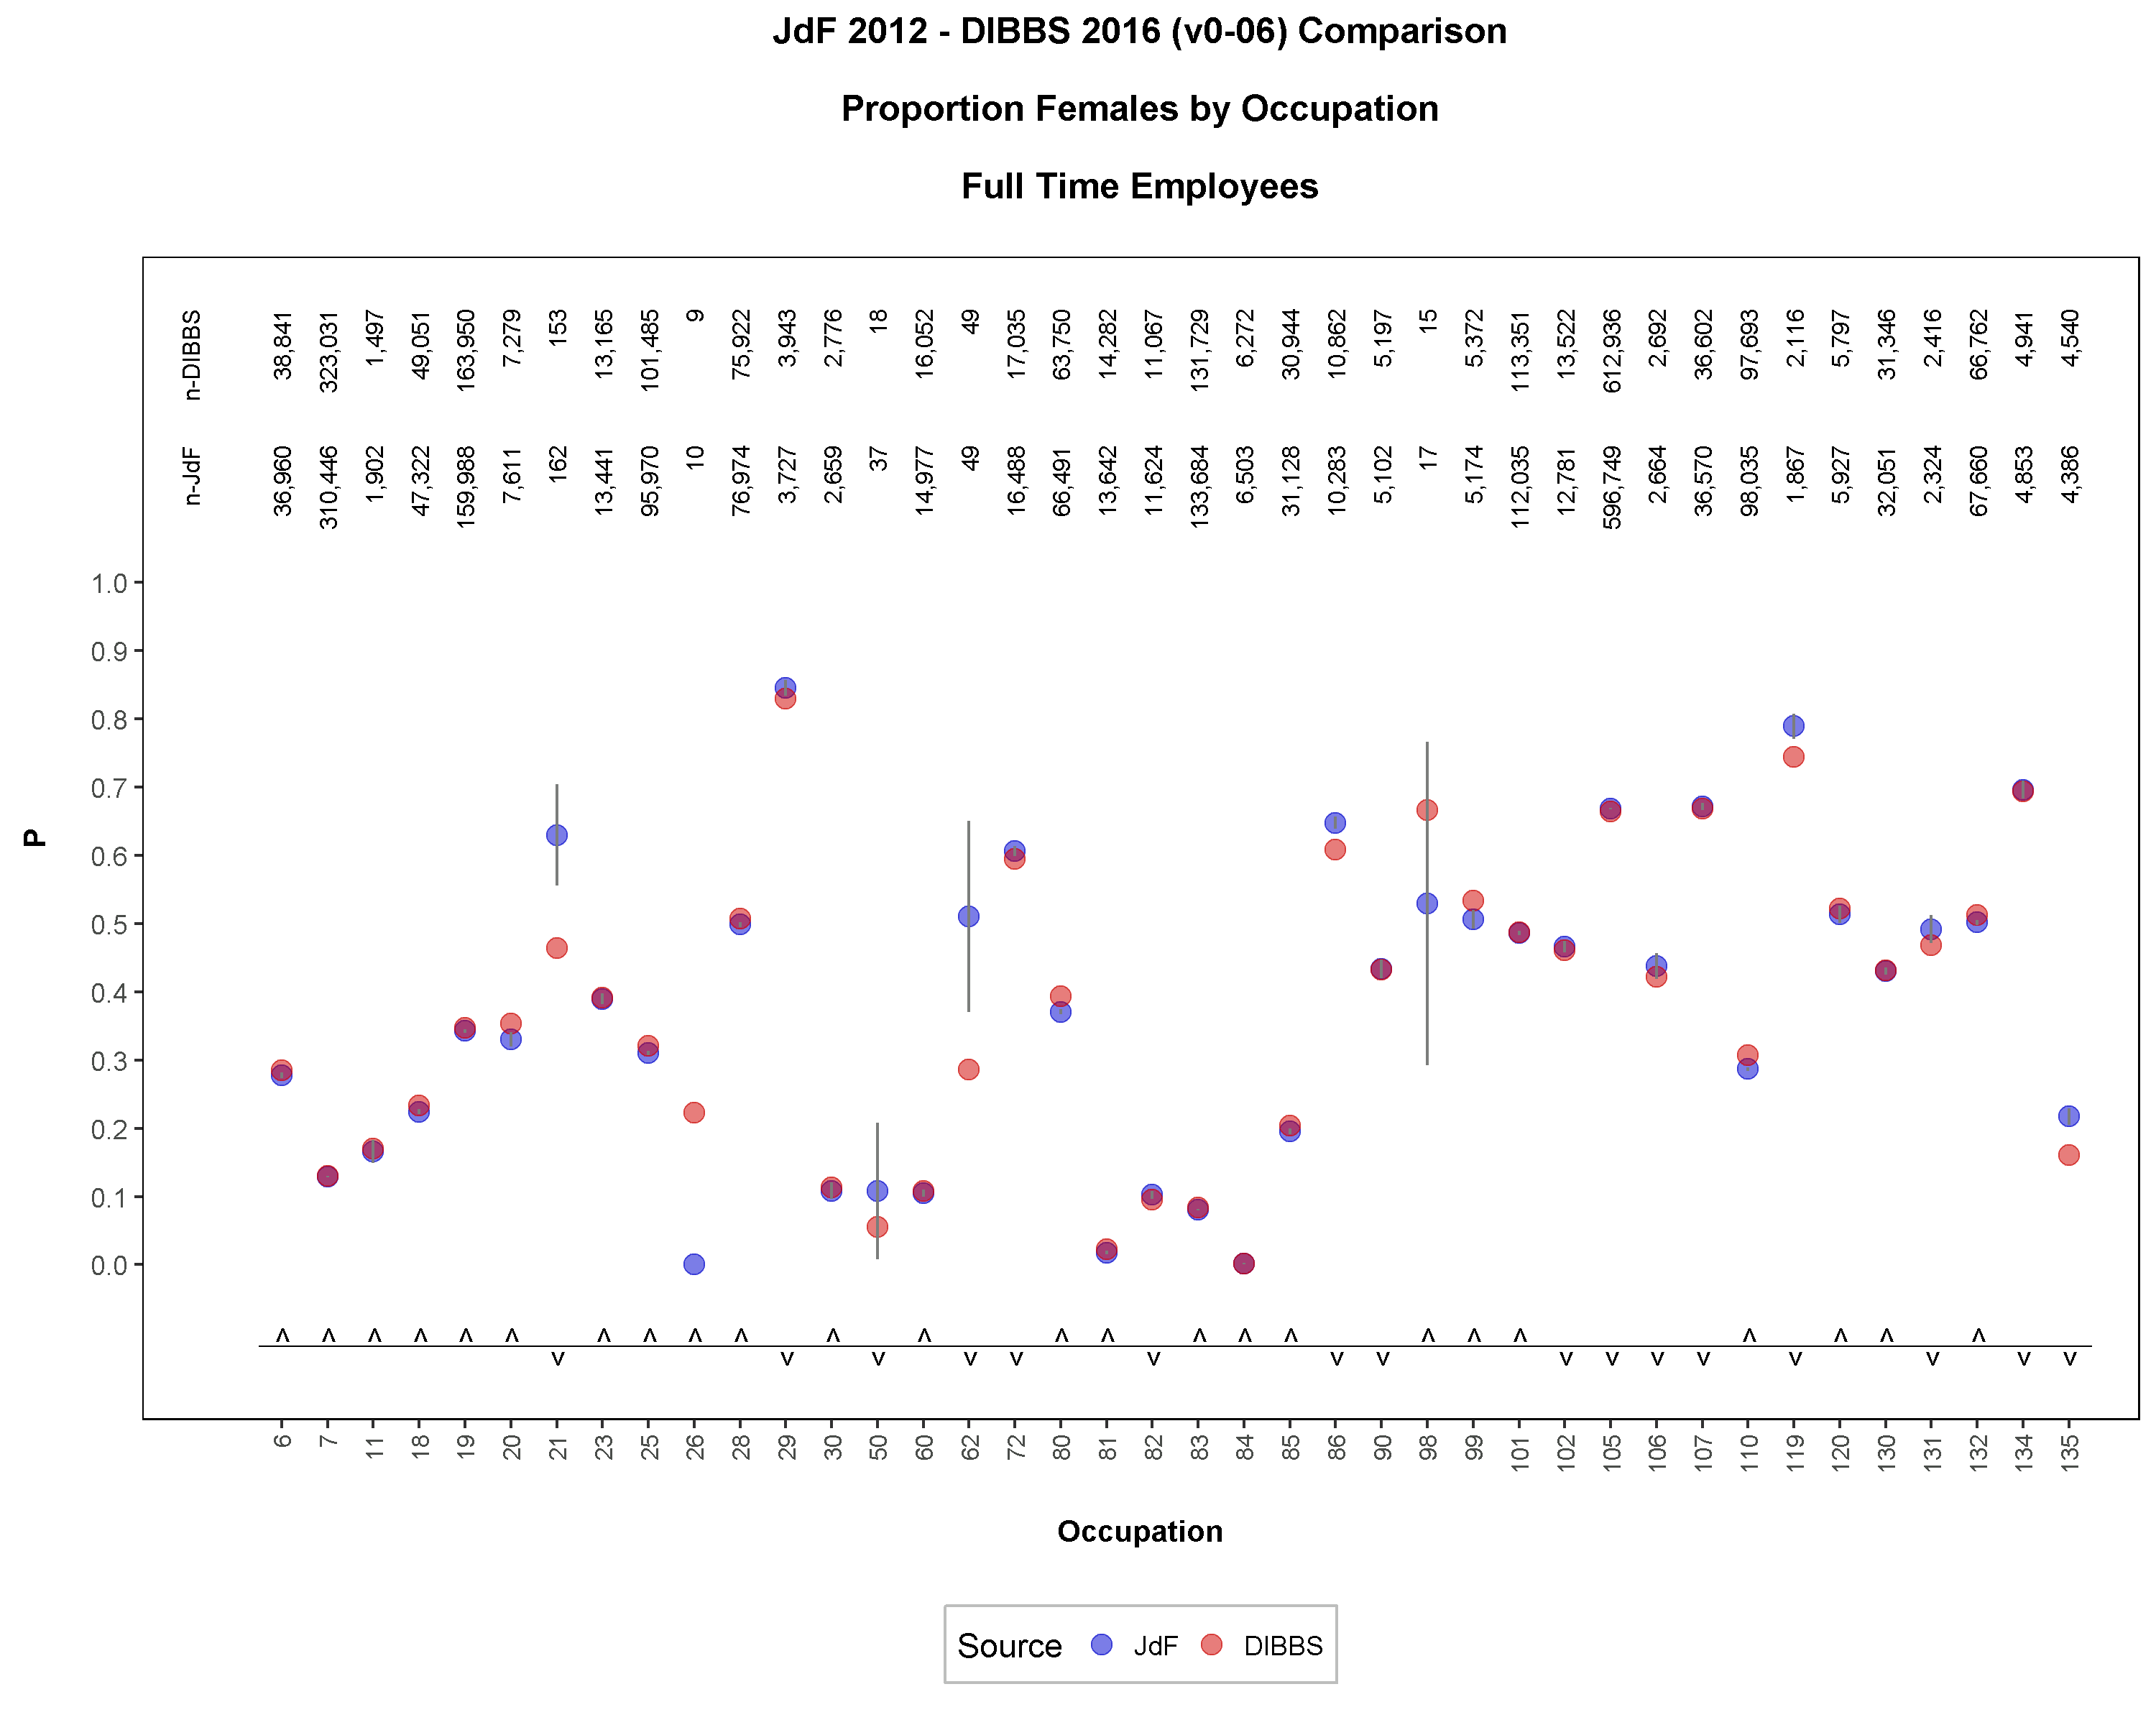 JdF 2012 - DIBBS 2016 (v0-06) Comparison
Proportion Females by Occupation
Full Time Employees
n-DIBBS 38,841 323,031 1,497 49,051 163,950 7,279 153 13,165 101,485 9 75,922 3,943 2,776 18 16,052 49 17,035 63,750 14,282 11,067 131,729 6,272 30,944 10,862 5,197 15 5,372 113,351 13,522 612,936 2,692 36,602 97,693 2,116 5,797 31,346 2,416 66,762 4,941 4,540
n-JdF 36,960 310,446 1,902 47,322 159,988 7,611 162 13,441 95,970 10 76,974 3,727 2,659 37 14,977 49 16,488 66,491 13,642 11,624 133,684 6,503 31,128 10,283 5,102 17 5,174 112,035 12,781 596,749 2,664 36,570 98,035 1,867 5,927 32,051 2,324 67,660 4,853 4,386
1.0
0.9
0.8
0.7
0.6
0.5
0.4
0.3
0.2
0.1
0.0
P
^ ^ ^ ^ ^ ^ ^ ^ ^ ^ ^ ^ ^ ^ ^ ^ ^ ^ ^ ^ ^ ^ ^ ^
v v v v v v v v v v v v v v v v
6 7 11 18 19 20 21 23 25 26 28 29 30 50 60 62 72 80 81 82 83 84 85 86 90 98 99 101 102 105 106 107 110 119 120 130 131 132 134 135
Occupation
Source JdF DIBBS